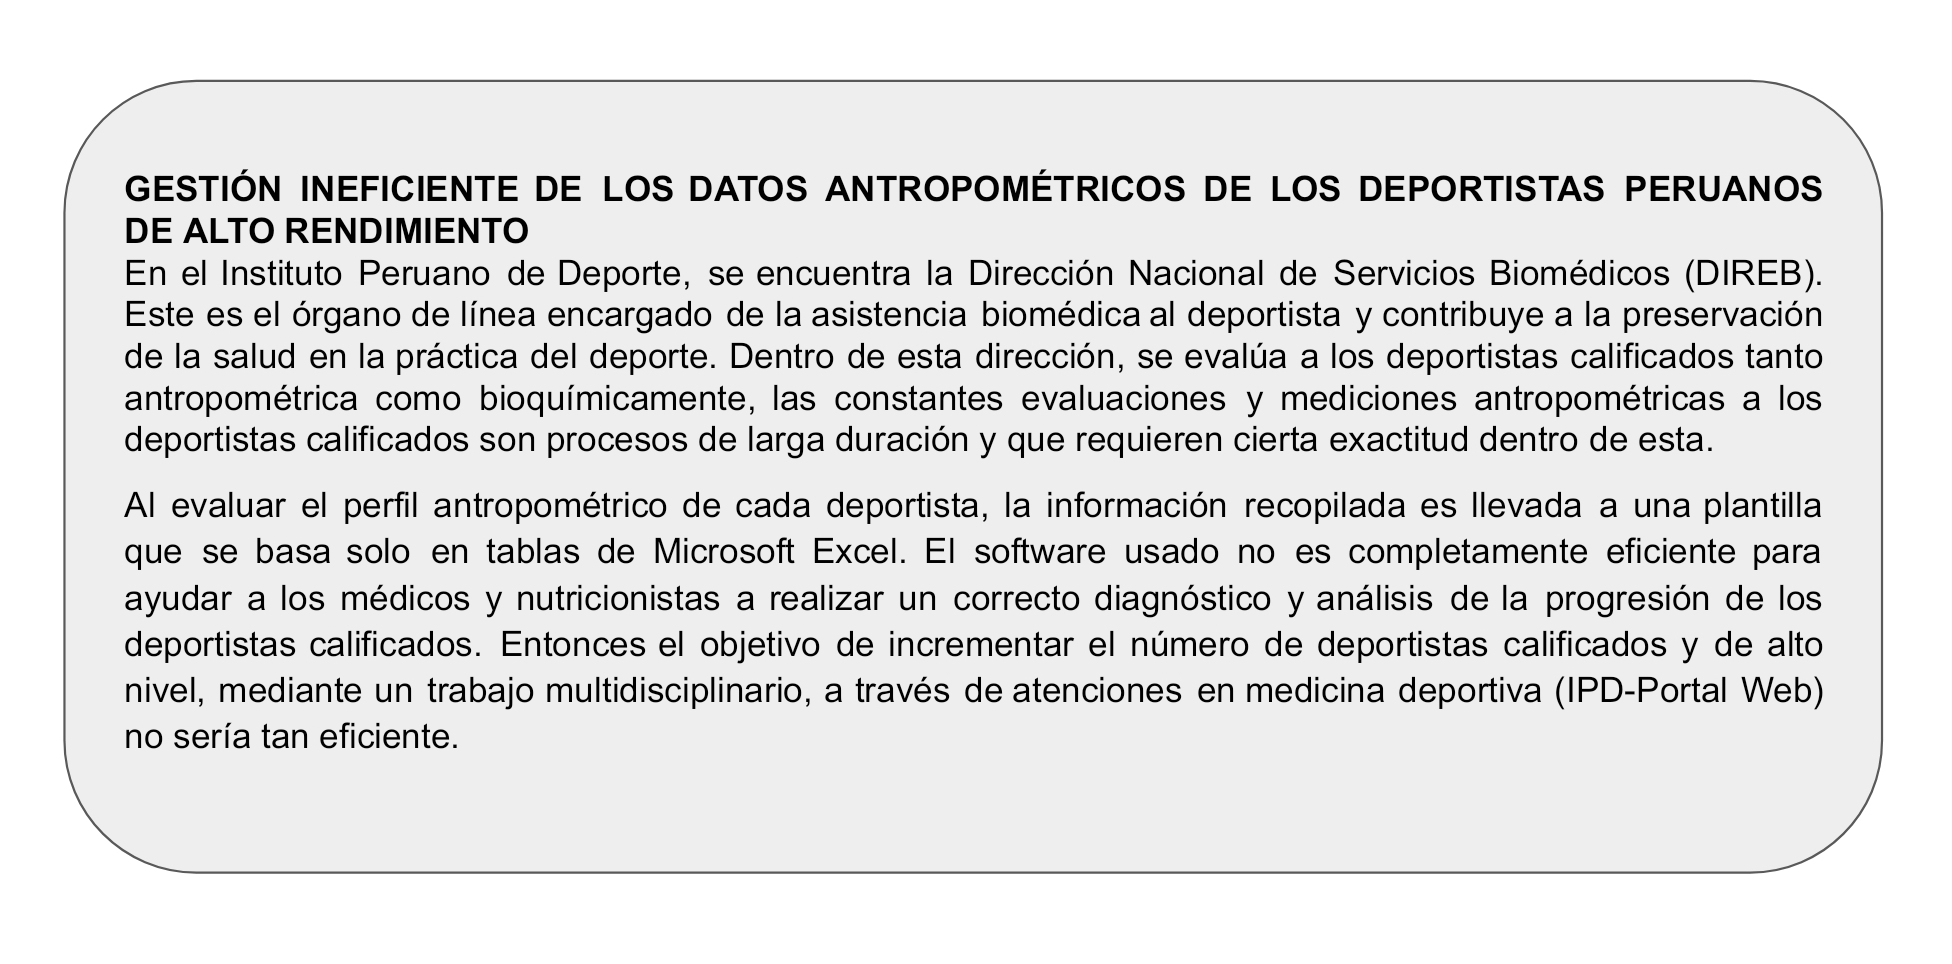 GESTIÓN INEFICIENTE DE LOS DATOS ANTROPOMÉTRICOS DE LOS DEPORTISTAS PERUANOS
DE ALTO RENDIMIENTO
En el Instituto Peruano de Deporte, se encuentra la Dirección Nacional de Servicios Biomédicos (DIREB).
Este es el órgano de línea encargado de la asistencia biomédica al deportista y contribuye a la preservación
de la salud en la práctica del deporte. Dentro de esta dirección, se evalúa a los deportistas calificados tanto
antropométrica como bioquímicamente, las constantes evaluaciones y mediciones antropométricas a los
deportistas calificados son procesos de larga duración y que requieren cierta exactitud dentro de esta.
Al evaluar el perfil antropométrico de cada deportista, la información recopilada es llevada a una plantilla
que se basa solo en tablas de Microsoft Excel. El software usado no es completamente eficiente para
ayudar a los médicos y nutricionistas a realizar un correcto diagnóstico y análisis de la progresión de los
deportistas calificados. Entonces el objetivo de incrementar el número de deportistas calificados y de alto
nivel, mediante un trabajo multidisciplinario, a través de atenciones en medicina deportiva (IPD-Portal Web)
no sería tan eficiente.